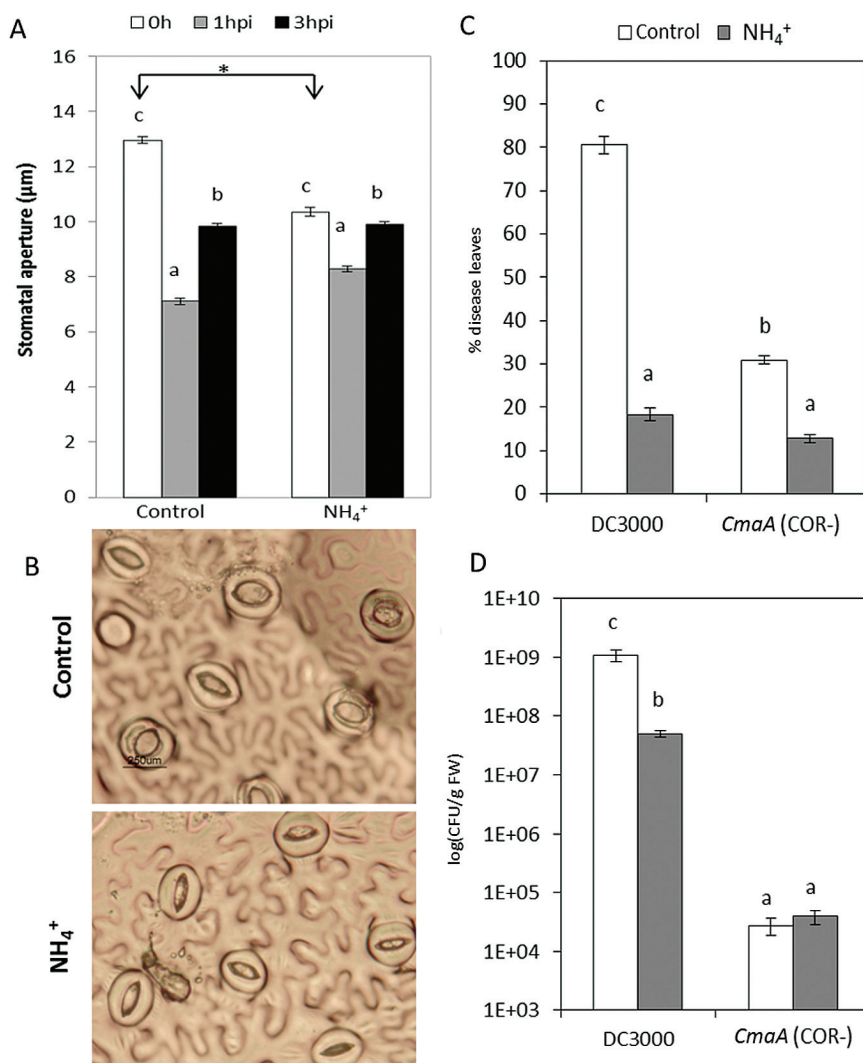 A
0h 1hpi 3hpi
Stomatal aperture (µm)
16
14
12
10
8
6
4
2
0
*
c
a
b
c
a
b
Control
NH₄⁺
B
Control
250um
NH₄⁺
C
Control NH₄⁺
% disease leaves
100
90
80
70
60
50
40
30
20
10
0
c
a
b
a
DC3000
CmaA (COR-)
D
log(CFU/g FW)
1E+10
1E+09
1E+08
1E+07
1E+06
1E+05
1E+04
1E+03
c
b
a
a
DC3000
CmaA (COR-)